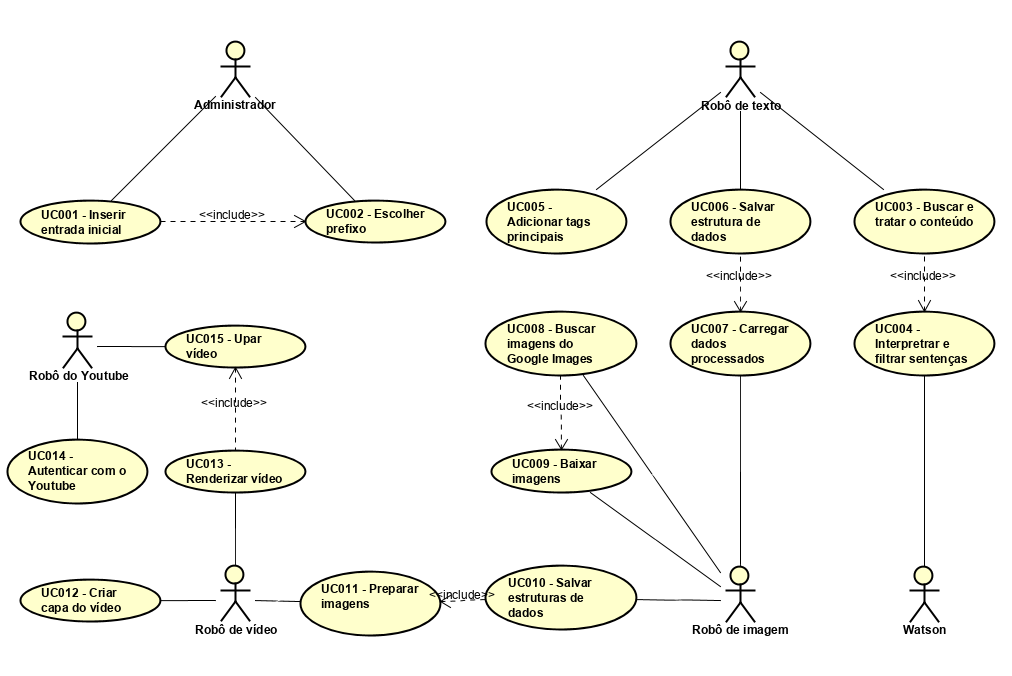 Administrador
Robô de texto
UC001 - Inserir
entrada inicial
<<include>>
UC002 - Escolher
prefixo
UC005 -
Adicionar tags
principais
UC006 - Salvar
estrutura de
dados
UC003 - Buscar e
tratar o conteúdo
<<include>>
<<include>>
Robô do Youtube
UC015 - Upar
vídeo
UC008 - Buscar
imagens do
Google Images
UC007 - Carregar
dados
processados
UC004 -
Interpretrar e
filtrar sentenças
<<include>>
<<include>>
UC014 -
Autenticar com o
Youtube
UC013 -
Renderizar vídeo
UC009 - Baixar
imagens
UC012 - Criar
capa do vídeo
Robô de vídeo
UC011 - Preparar
imagens
<<include>>
UC010 - Salvar
estruturas de
dados
Robô de imagem
Watson